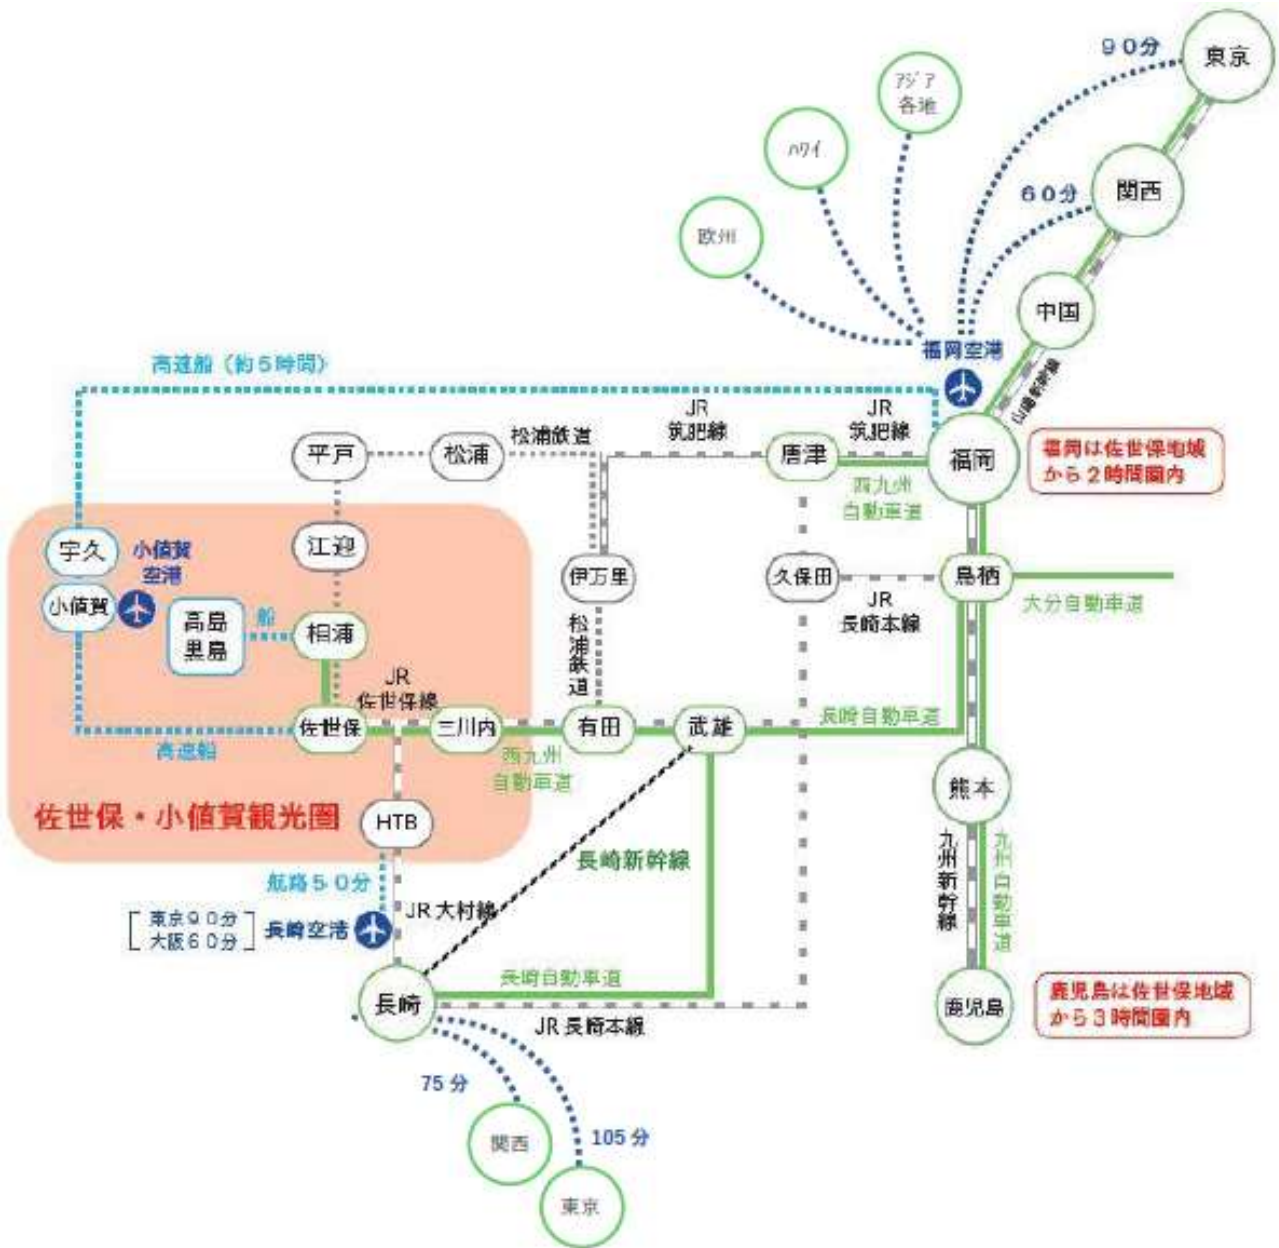 東京
90分
アジア
各地
ハワイ
関西
60分
欧州
中国
福岡空港
高速船(約5時間)
JR
筑肥線
JR
筑肥線
松浦鉄道
平戸
松浦
唐津
福岡
福岡は佐世保地域
から2時間圏内
西九州
自動車道
宇久
小値賀
空港
江迎
伊万里
久保田
鳥栖
小値賀
高島
黒島
船
相浦
JR
長崎本線
大分自動車道
松浦鉄道
JR
佐世保線
佐世保
三川内
有田
武雄
長崎自動車道
高速船
西九州
自動車道
熊本
佐世保・小値賀観光圏
HTB
長崎新幹線
九州新幹線
九州自動車道
航路50分
東京90分
大阪60分
長崎空港
JR大村線
長崎自動車道
長崎
鹿児島
鹿児島は佐世保地域
から3時間圏内
JR長崎本線
75分
関西
105分
東京